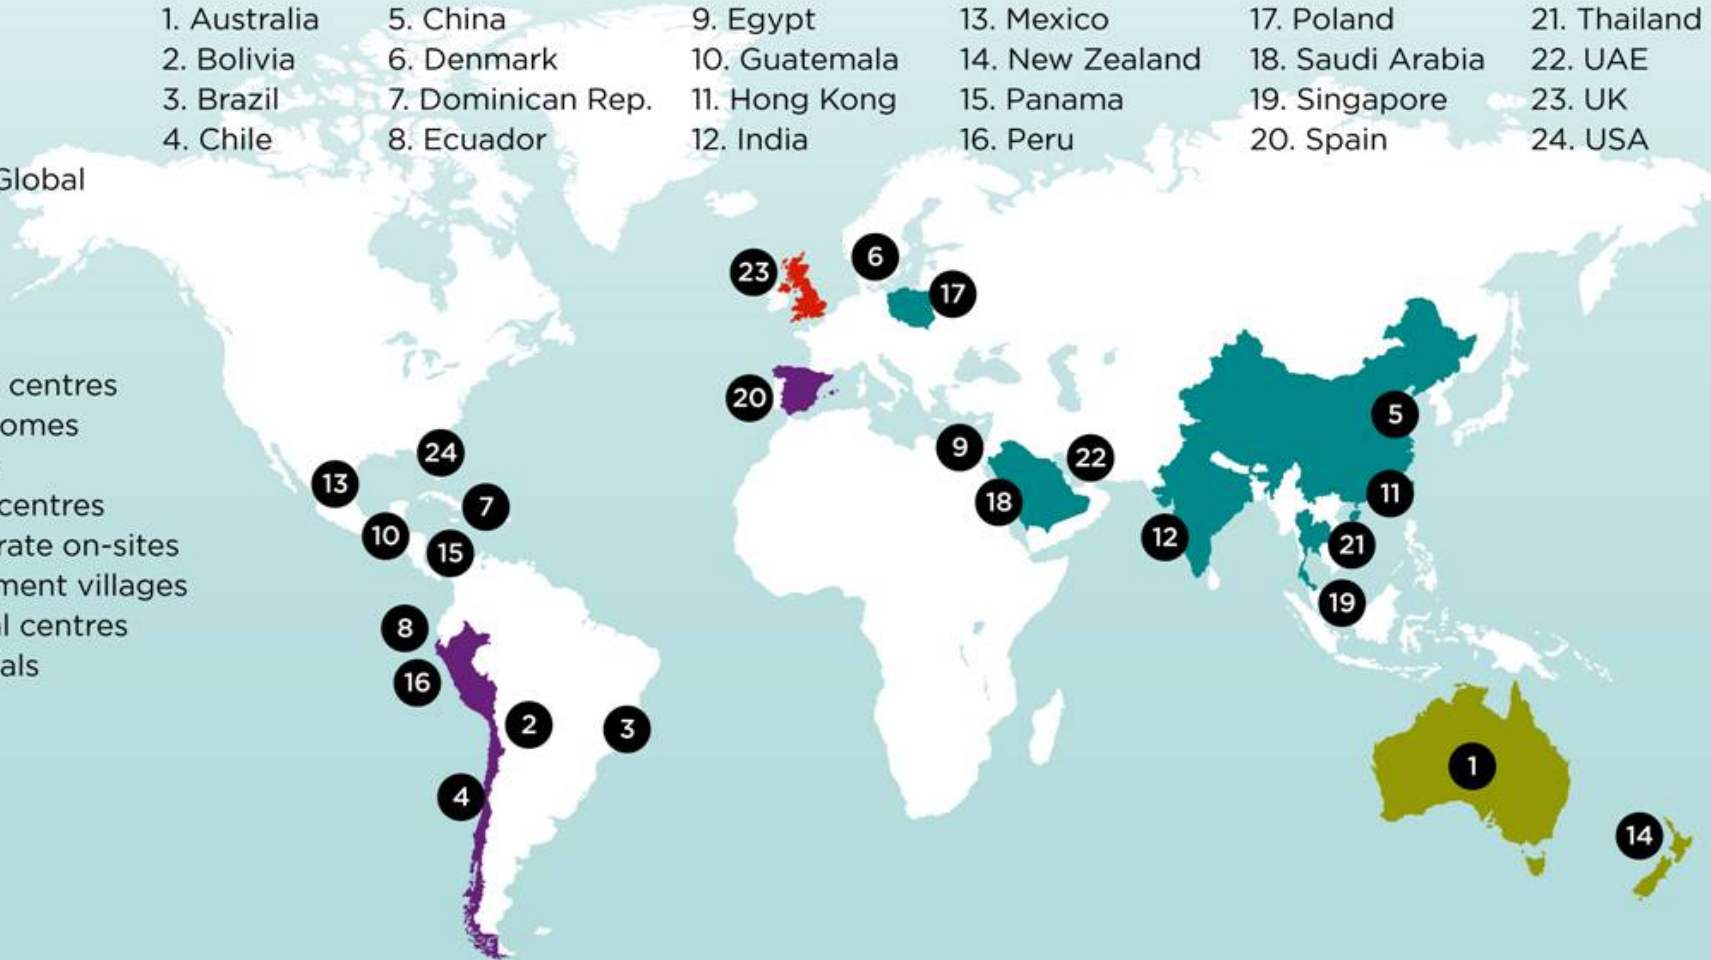 1. Australia
2. Bolivia
3. Brazil
4. Chile
5. China
6. Denmark
7. Dominican Rep.
8. Ecuador
9. Egypt
10. Guatemala
11. Hong Kong
12. India
13. Mexico
14. New Zealand
15. Panama
16. Peru
17. Poland
18. Saudi Arabia
19. Singapore
20. Spain
21. Thailand
22. UAE
23. UK
24. USA
Global
centres
omes
centres
rate on-sites
ment villages
l centres
als
23
6
17
20
5
24
9
22
13
11
18
7
10
12
21
15
19
8
16
2
3
1
4
14